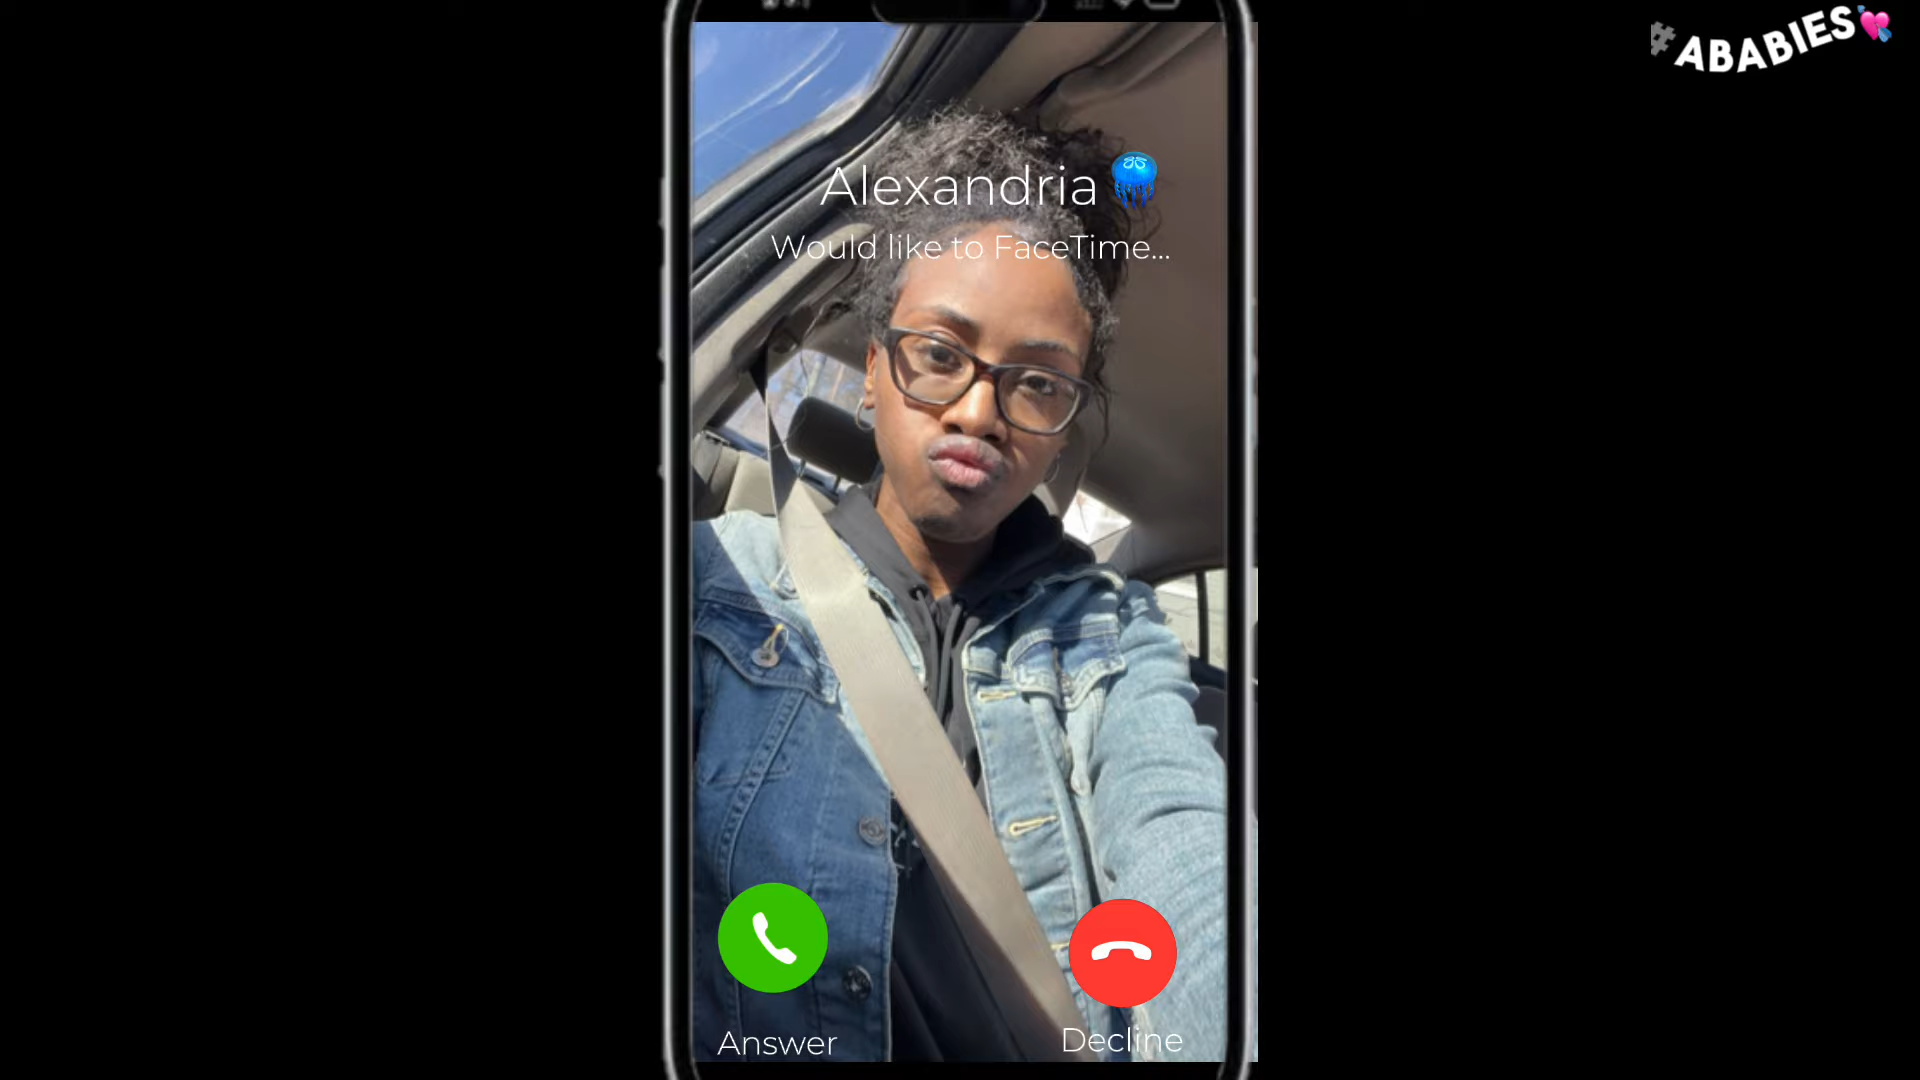 #ABABIES
Alexandria
Would like to FaceTime...
Answer
Decline